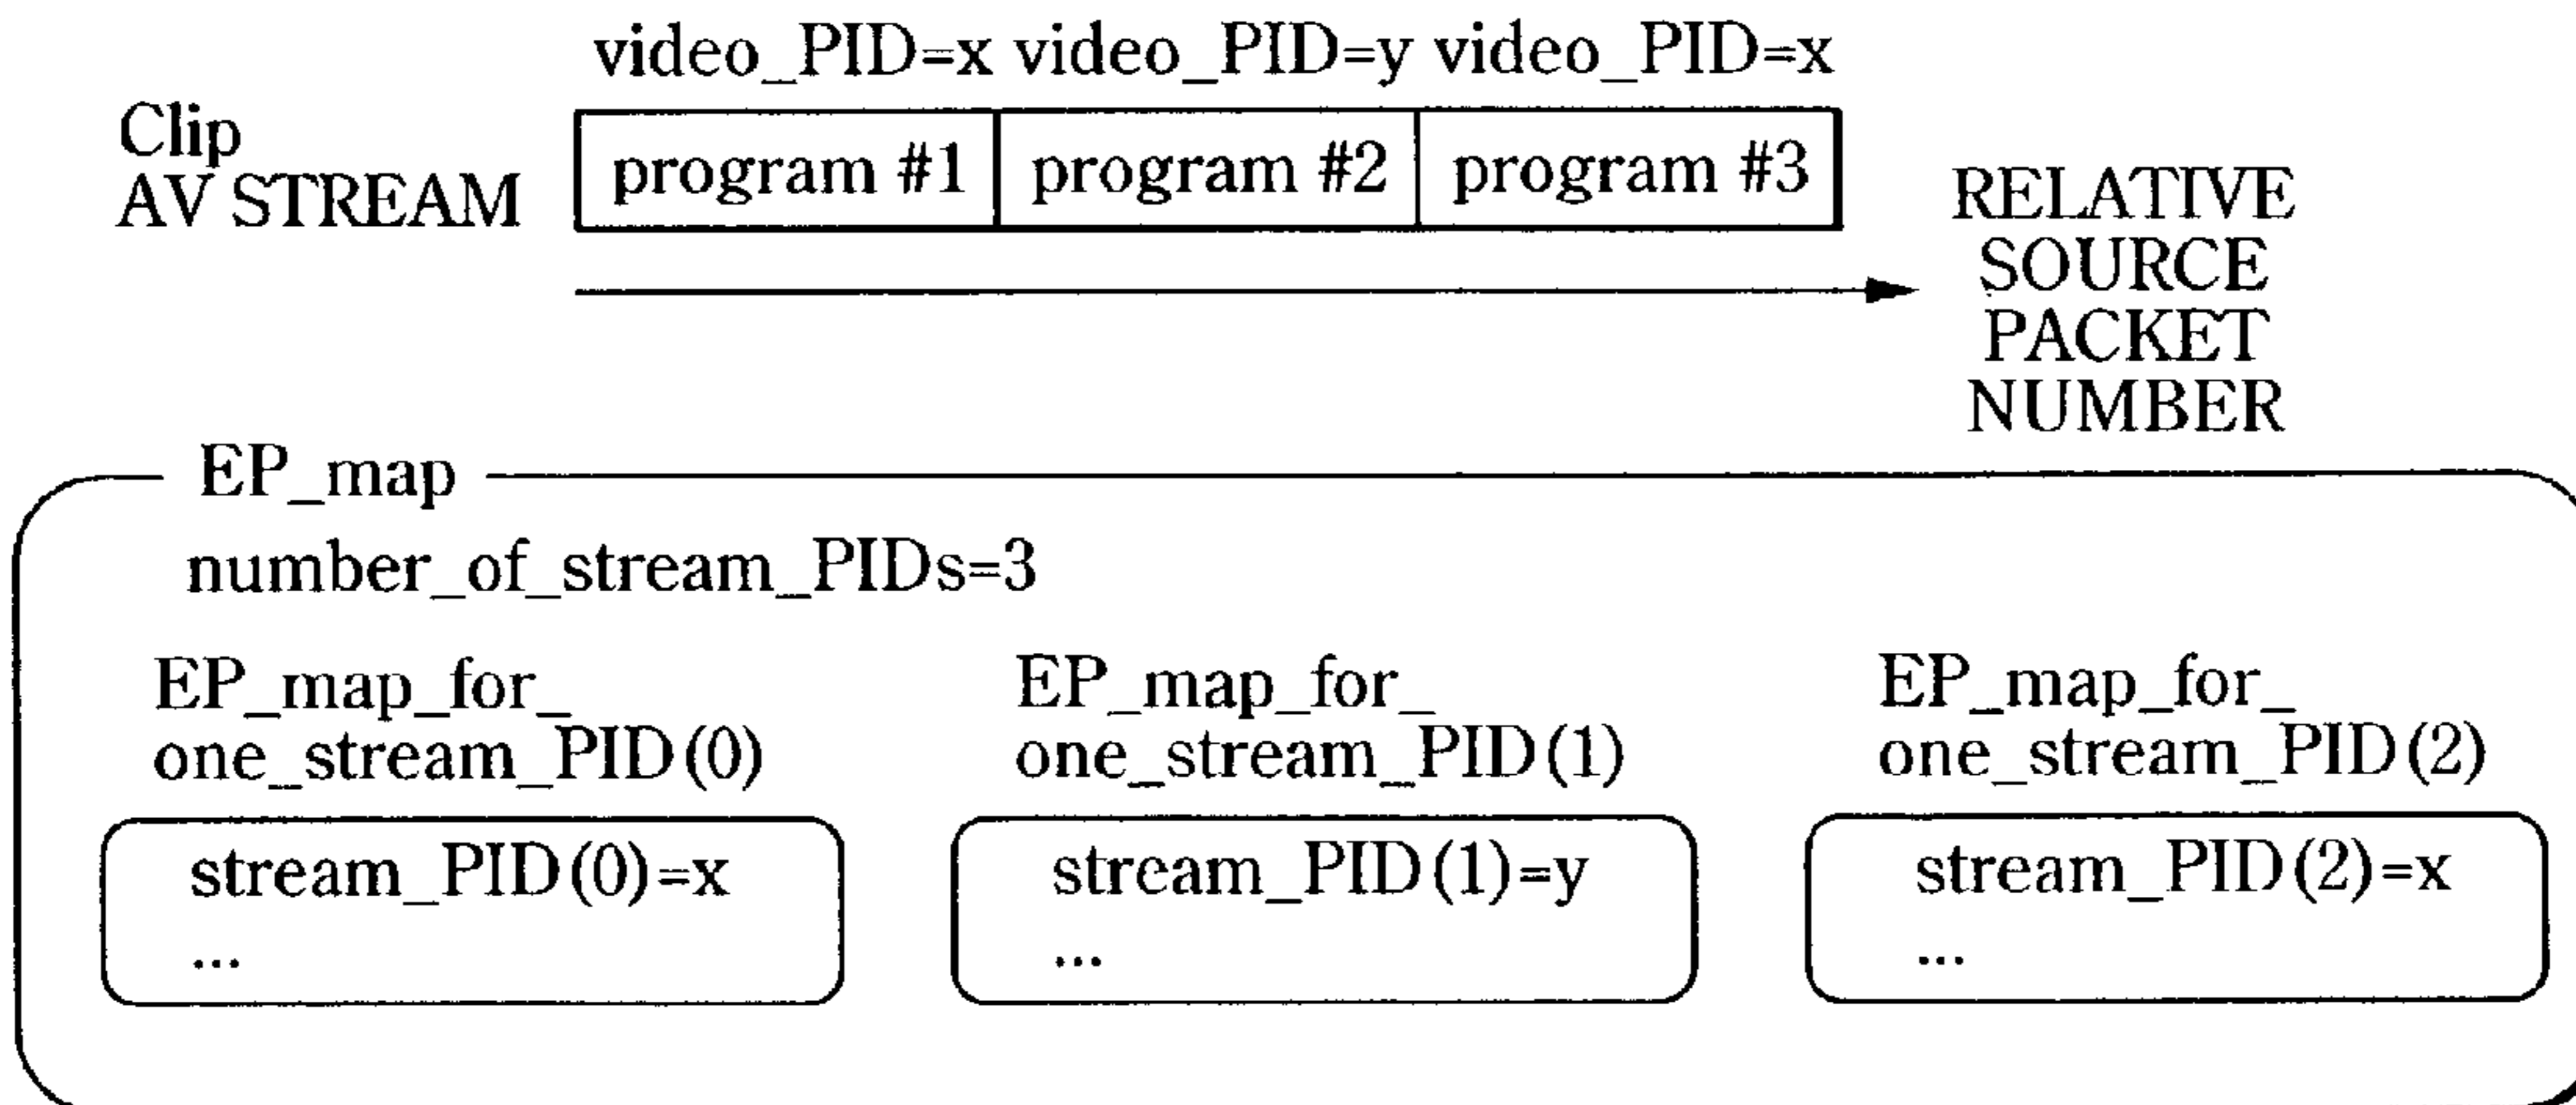 video_PID=x video_PID=y video_PID=x
Clip
AV STREAM
program #1 program #2 program #3
RELATIVE
SOURCE
PACKET
NUMBER
EP_map
number_of_stream_PIDs=3
EP_map_for_
one_stream_PID(0)
EP_map_for_
one_stream_PID(1)
EP_map_for_
one_stream_PID(2)
stream_PID(0)=x
...
stream_PID(1)=y
...
stream_PID(2)=x
...